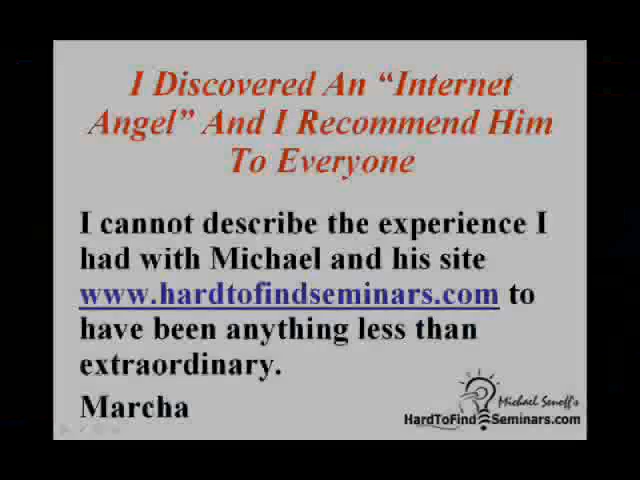 I Discovered An “Internet
Angel” And I Recommend Him
To Everyone
I cannot describe the experience I
had with Michael and his site
www.hardtofindseminars.com to
have been anything less than
extraordinary.
Marcha
Michael Senoff's
HardToFindSeminars.com